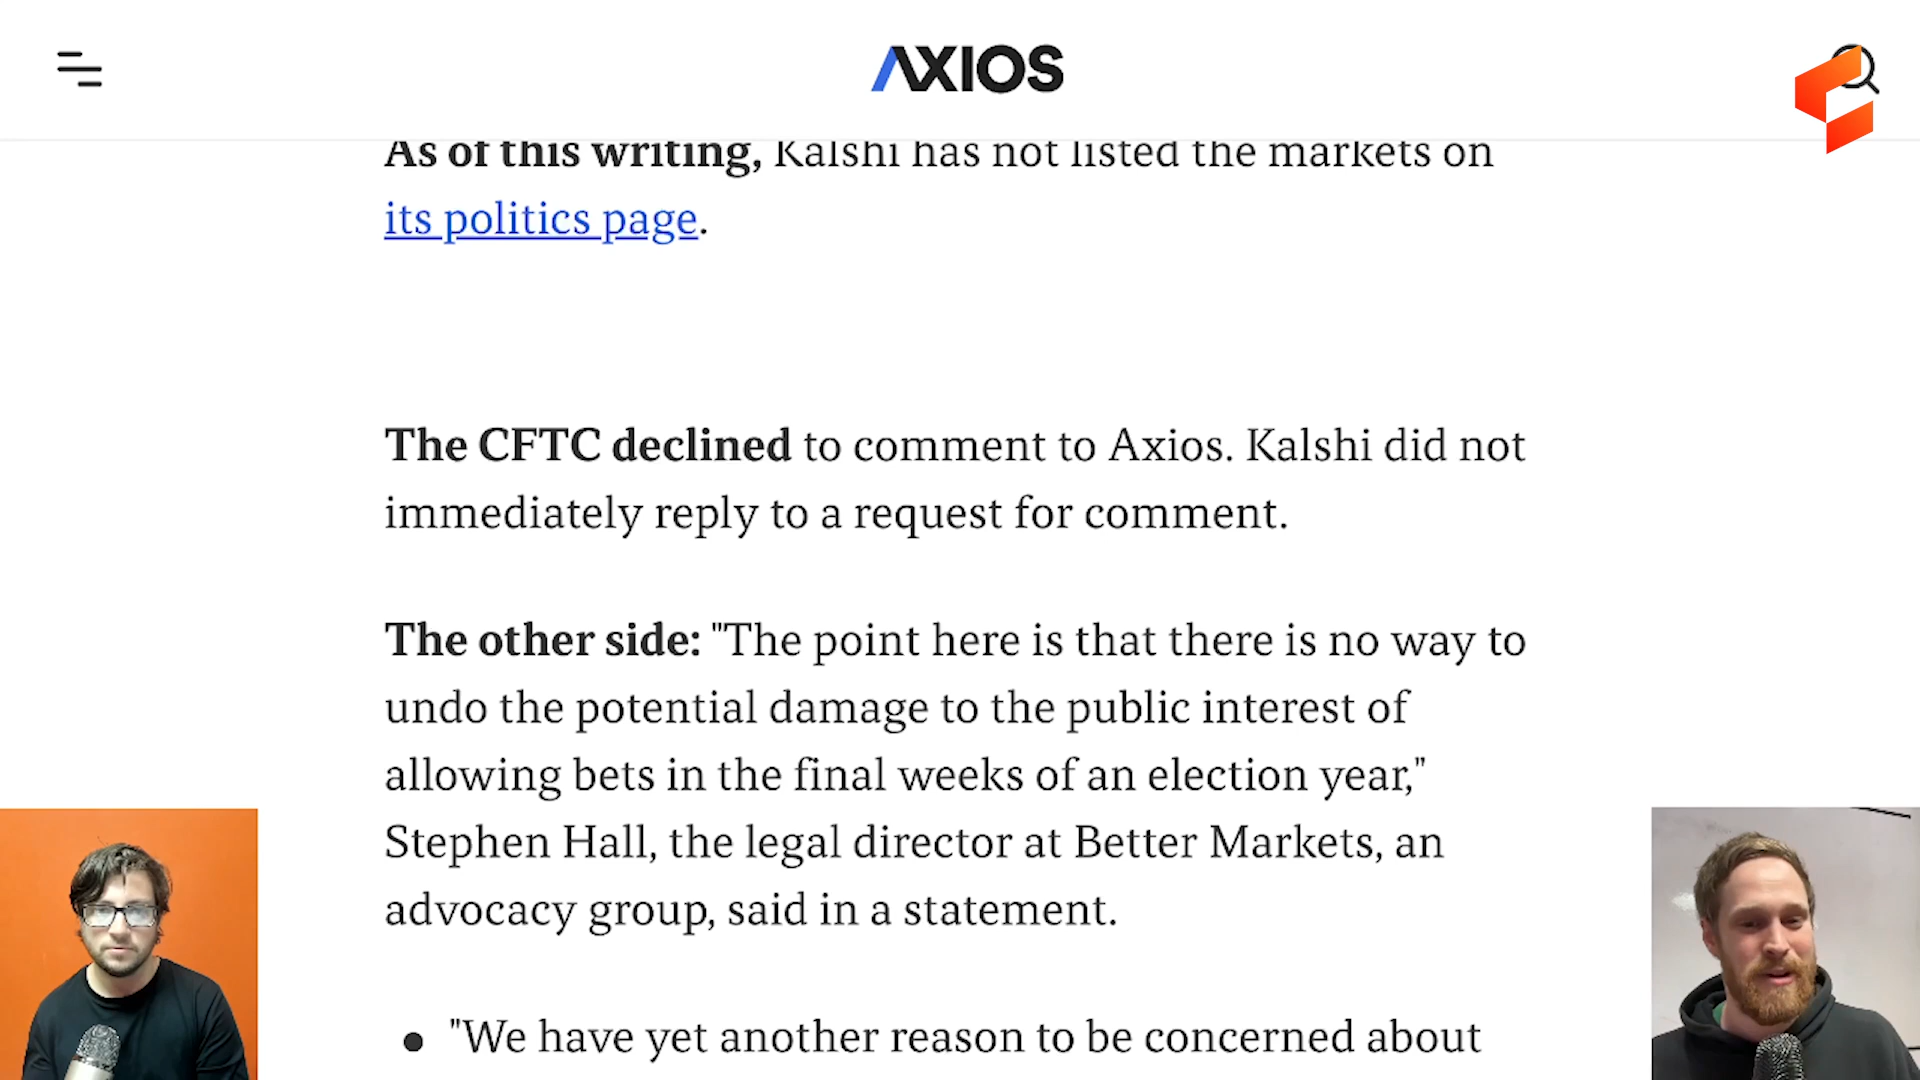 AXIOS
As of this writing, Kalshi has not listed the markets on
its politics page.
The CFTC declined to comment to Axios. Kalshi did not
immediately reply to a request for comment.
The other side: "The point here is that there is no way to
undo the potential damage to the public interest of
allowing bets in the final weeks of an election year,"
Stephen Hall, the legal director at Better Markets, an
advocacy group, said in a statement.
• "We have yet another reason to be concerned about